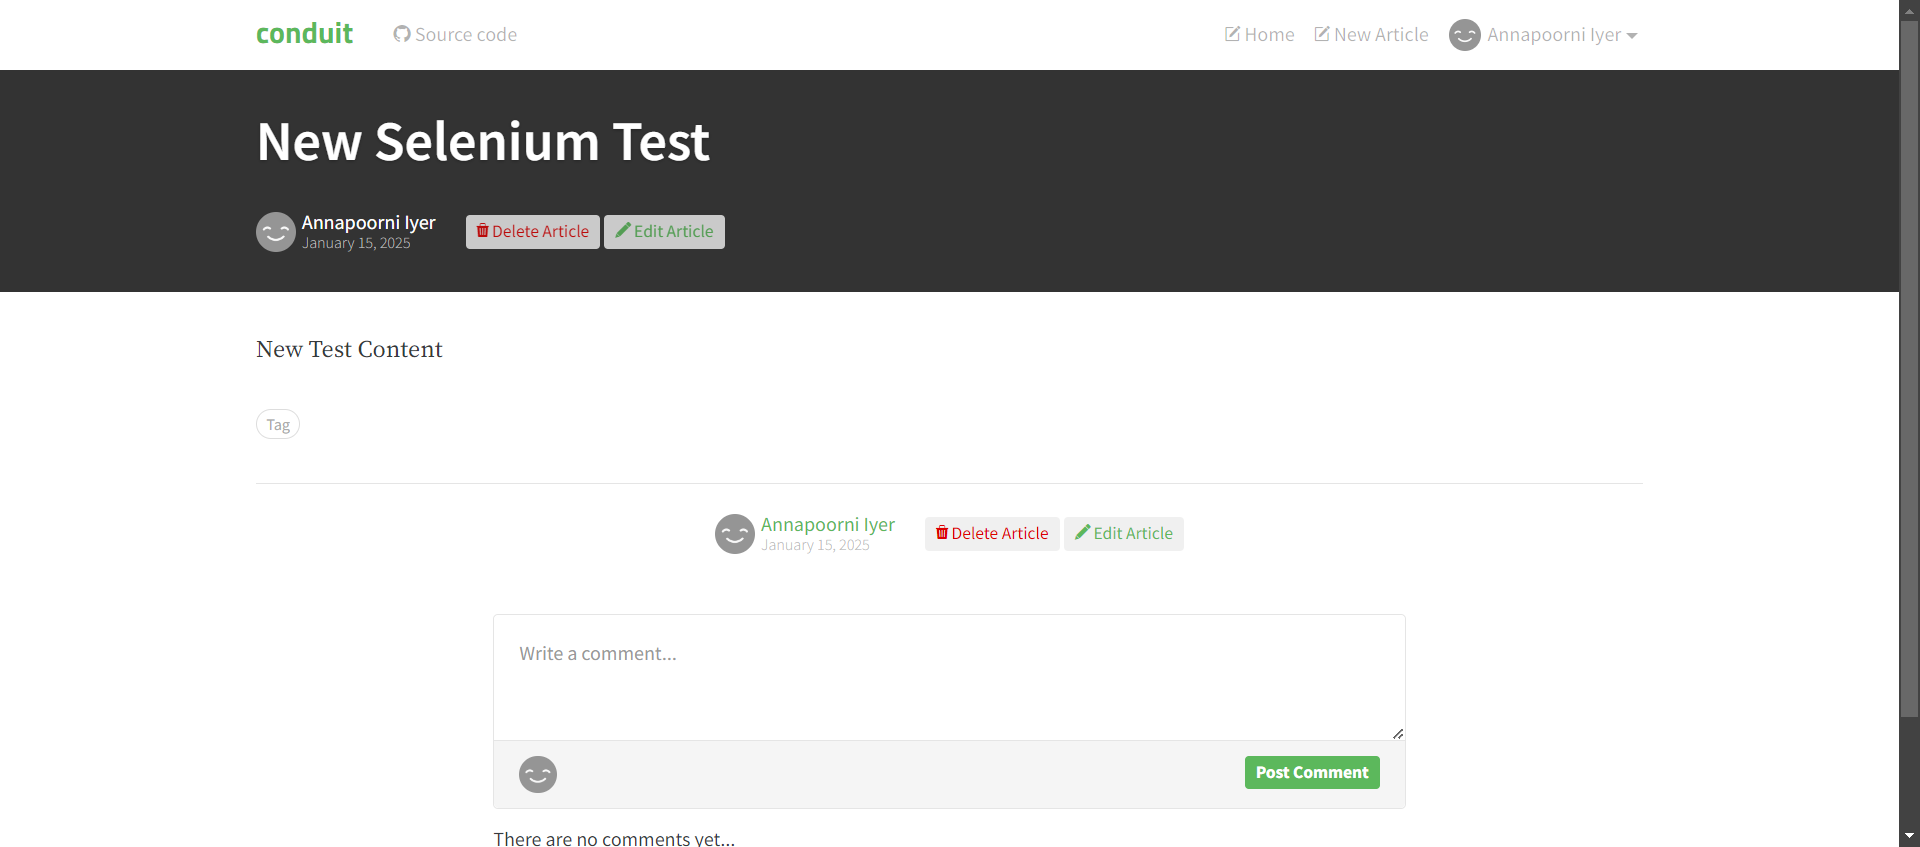 conduit Source code Home New Article Annapoorni Iyer
New Selenium Test
Annapoorni Iyer
January 15, 2025
Delete Article Edit Article
New Test Content
Tag
Annapoorni Iyer
January 15, 2025
Delete Article Edit Article
Write a comment...
Post Comment
There are no comments yet...